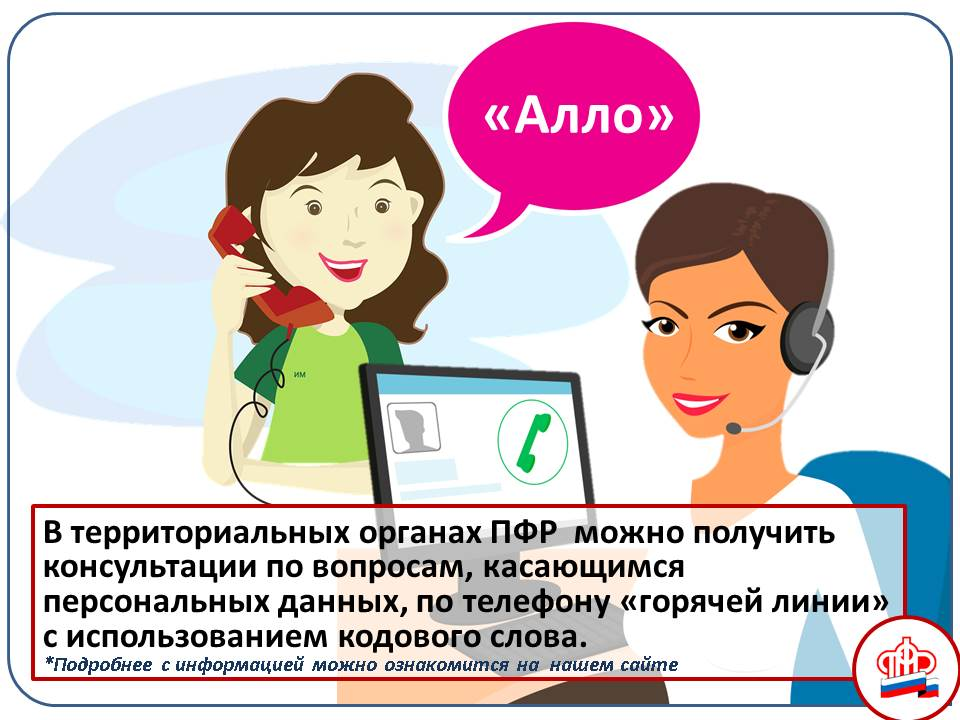 «Алло»
им
В территориальных органах ПФР можно получить
консультации по вопросам, касающимся
персональных данных, по телефону «горячей линии»
с использованием кодового слова.
*Подробнее с информацией можно ознакомится на нашем сайте
ПФР